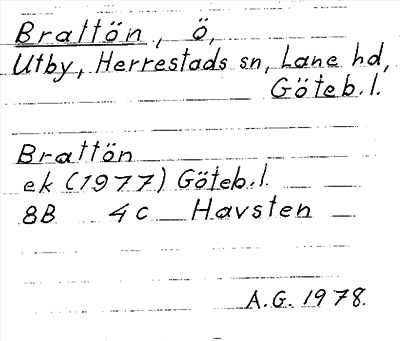 Brattön, Ö,
Utby, Herrestads sn, Lane hd,
Göteb.l.
Brattön
ek (1977) Göteb.l.
8B 4c Havsten
A.G. 1978.